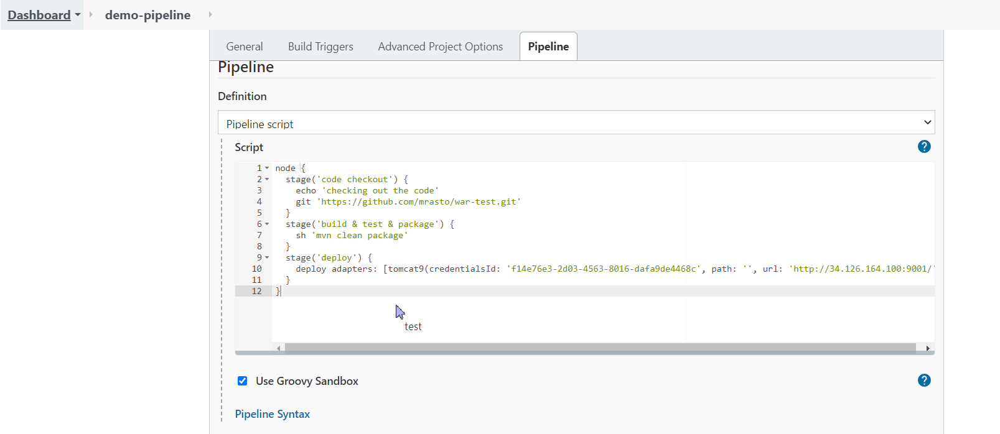 Dashboard demo-pipeline
General Build Triggers Advanced Project Options Pipeline
Pipeline
Definition
Pipeline script
Script ?
1 node {
2 stage('code checkout') {
3 echo 'checking out the code'
4 git 'https://github.com/mrasto/war-test.git'
5 }
6 stage('build & test & package') {
7 sh 'mvn clean package'
8 }
9 stage('deploy') {
10 deploy adapters: [tomcat9(credentialsId: 'f14e76e3-2d03-4563-8016-dafa9de4468c', path: '', url: 'http://34.126.164.100:9001/'
11 }
12 }
test
Use Groovy Sandbox ?
Pipeline Syntax